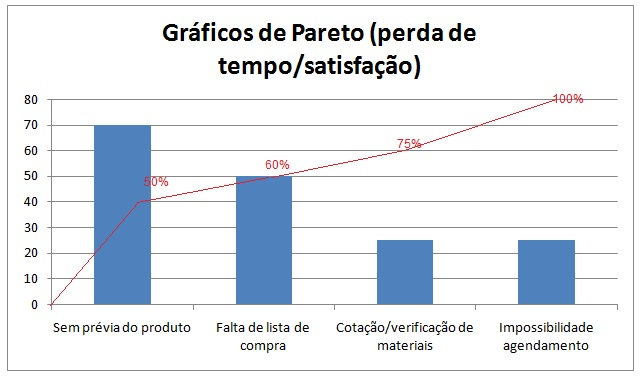 Gráficos de Pareto (perda de
tempo/satisfação)
80
70
60
50
40
30
20
10
0
50%
60%
75%
100%
Sem prévia do produto
Falta de lista de
compra
Cotação/verificação de
materiais
Impossibilidade
agendamento